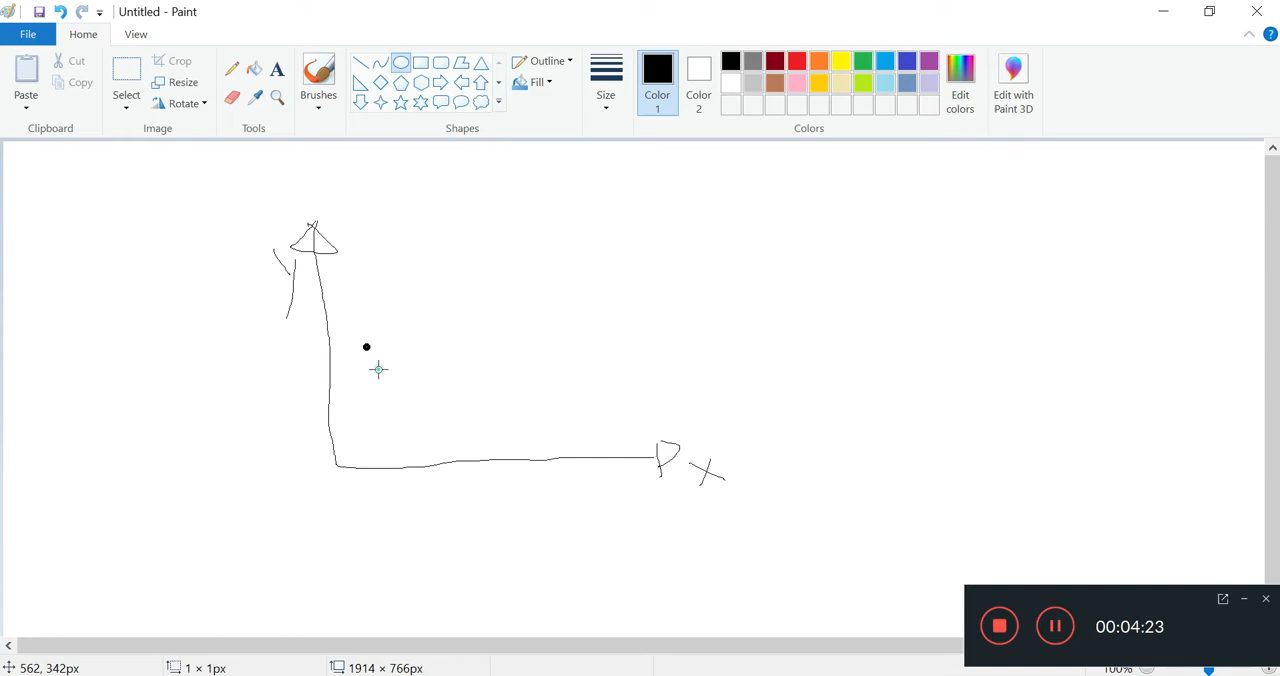 Untitled - Paint
File Home View
Cut
Copy
Paste
Clipboard
Select
Crop
Resize
Rotate
Image
Tools
Brushes
Shapes
Outline
Fill
Size
Color 1
Color 2
Colors
Edit colors
Edit with Paint 3D
Y
X
00:04:23
562, 342px
1 × 1px
1914 × 766px
100%